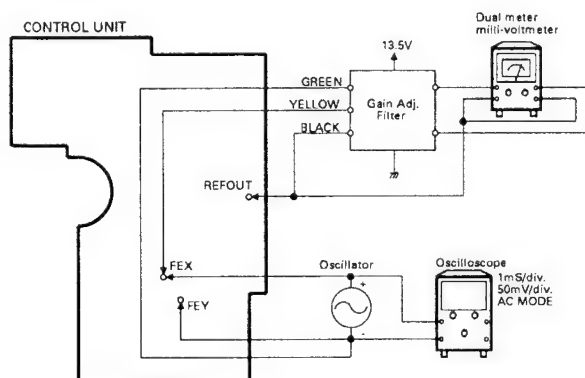 CONTROL UNIT
Dual meter
milli-voltmeter
13.5V
GREEN
YELLOW
BLACK
Gain Adj.
Filter
REFOUT
FEX
FEY
Oscillator
+
-
Oscilloscope
1mS/div.
50mV/div.
AC MODE